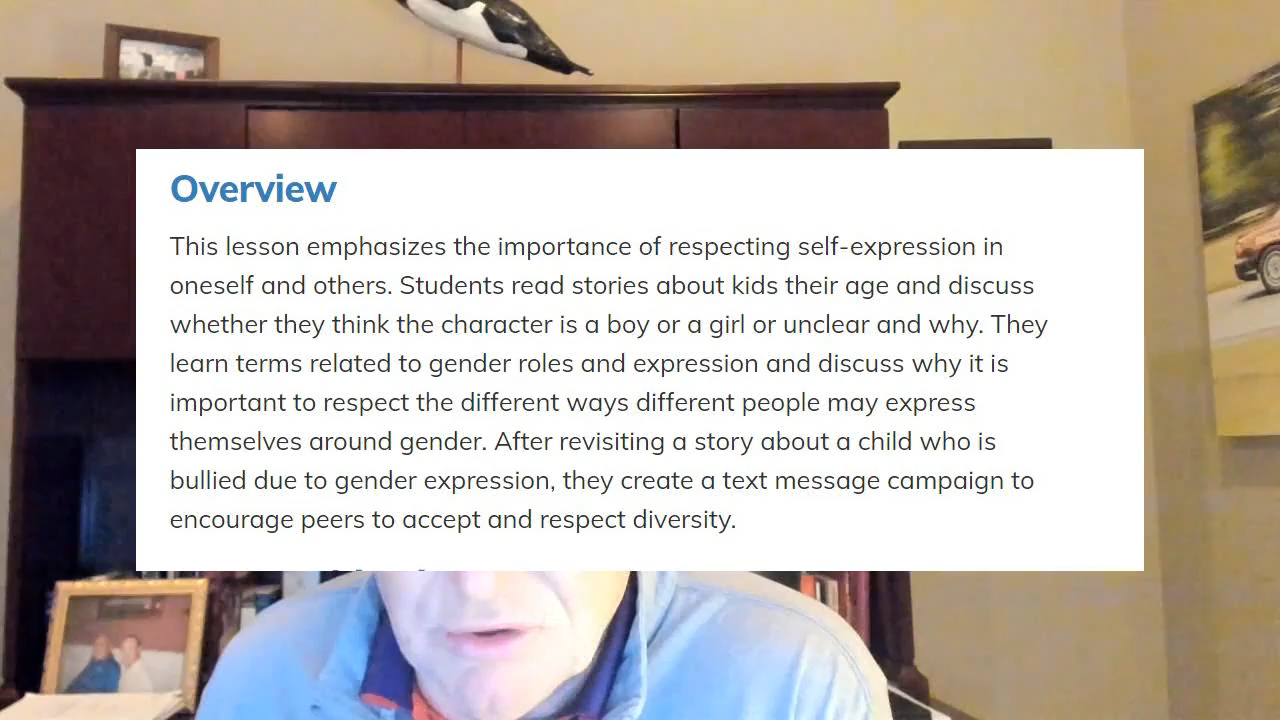 Overview
This lesson emphasizes the importance of respecting self-expression in
oneself and others. Students read stories about kids their age and discuss
whether they think the character is a boy or a girl or unclear and why. They
learn terms related to gender roles and expression and discuss why it is
important to respect the different ways different people may express
themselves around gender. After revisiting a story about a child who is
bullied due to gender expression, they create a text message campaign to
encourage peers to accept and respect diversity.